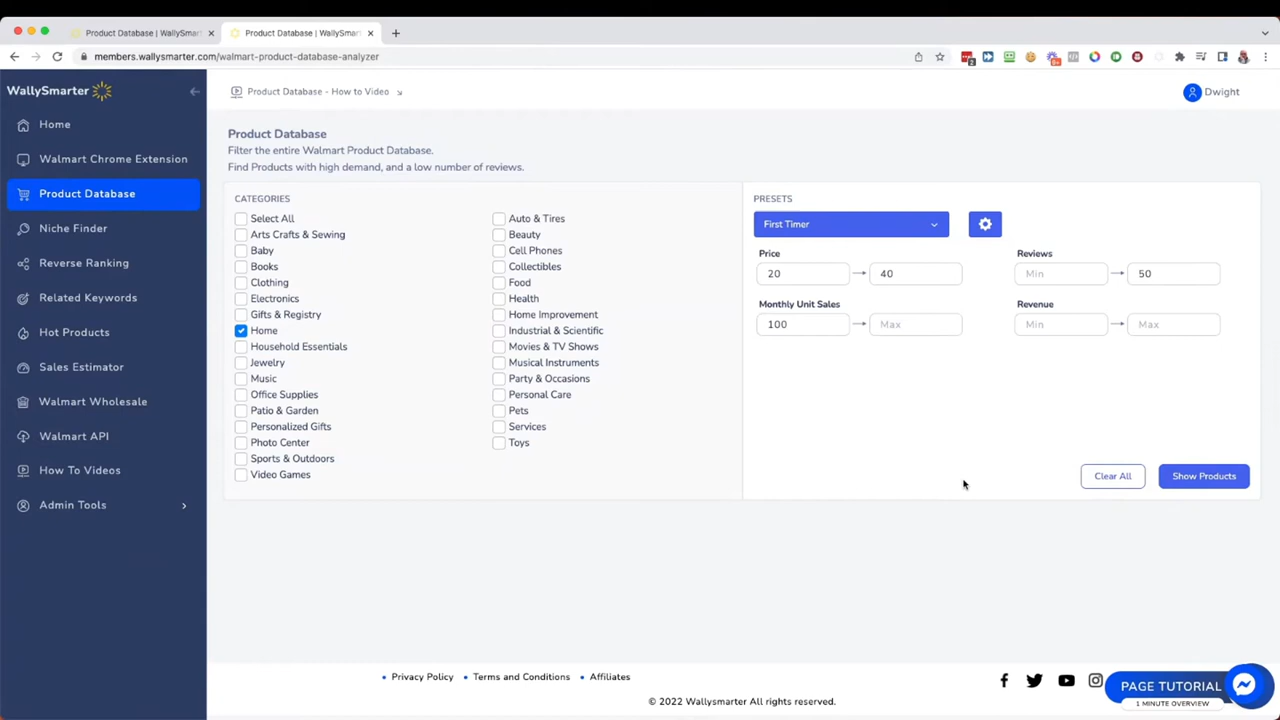 Product Database | WallySmart
Product Database | WallySmart
members.wallysmarter.com/walmart-product-database-analyzer
WallySmarter
Home
Walmart Chrome Extension
Product Database
Niche Finder
Reverse Ranking
Related Keywords
Hot Products
Sales Estimator
Walmart Wholesale
Walmart API
How To Videos
Admin Tools
Product Database - How to Video
Dwight
Product Database
Filter the entire Walmart Product Database.
Find Products with high demand, and a low number of reviews.
CATEGORIES
Select All
Arts Crafts & Sewing
Baby
Books
Clothing
Electronics
Gifts & Registry
Home
Household Essentials
Jewelry
Music
Office Supplies
Patio & Garden
Personalized Gifts
Photo Center
Sports & Outdoors
Video Games
Auto & Tires
Beauty
Cell Phones
Collectibles
Food
Health
Home Improvement
Industrial & Scientific
Movies & TV Shows
Musical Instruments
Party & Occasions
Personal Care
Pets
Services
Toys
PRESETS
First Timer
Price
20 → 40
Reviews
Min → 50
Monthly Unit Sales
100 → Max
Revenue
Min → Max
Clear All
Show Products
• Privacy Policy • Terms and Conditions • Affiliates
© 2022 Wallysmarter All rights reserved.
PAGE TUTORIAL
1 MINUTE OVERVIEW